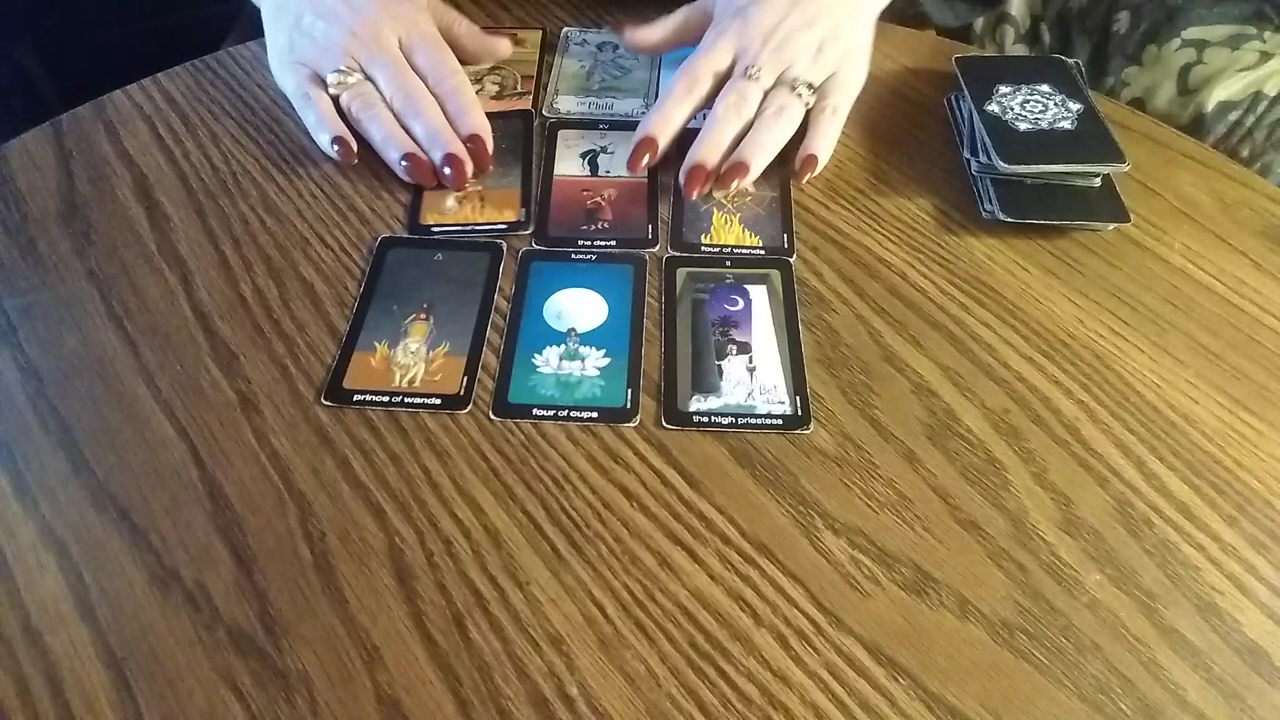 the Child
XV
the devil
four of wands
prince of wands
luxury
four of cups
II
the high priestess